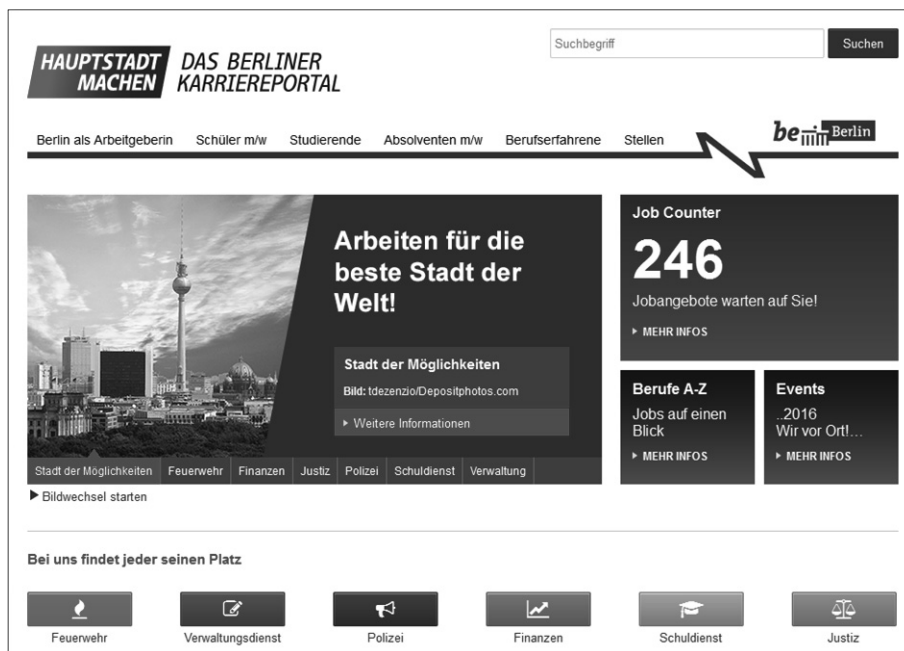 HAUPTSTADT
MACHEN
DAS BERLINER
KARRIEREPORTAL
Suchbegriff
Suchen
Berlin als Arbeitgeberin Schüler m/w Studierende Absolventen m/w Berufserfahrene Stellen
be Berlin
Arbeiten für die
beste Stadt der
Welt!
Stadt der Möglichkeiten
Bild: tdezenzio/Depositphotos.com
Weitere Informationen
Stadt der Möglichkeiten Feuerwehr Finanzen Justiz Polizei Schuldienst Verwaltung
Bildwechsel starten
Job Counter
246
Jobangebote warten auf Sie!
MEHR INFOS
Berufe A-Z
Jobs auf einen
Blick
MEHR INFOS
Events
..2016
Wir vor Ort!...
MEHR INFOS
Bei uns findet jeder seinen Platz
Feuerwehr Verwaltungsdienst Polizei Finanzen Schuldienst Justiz